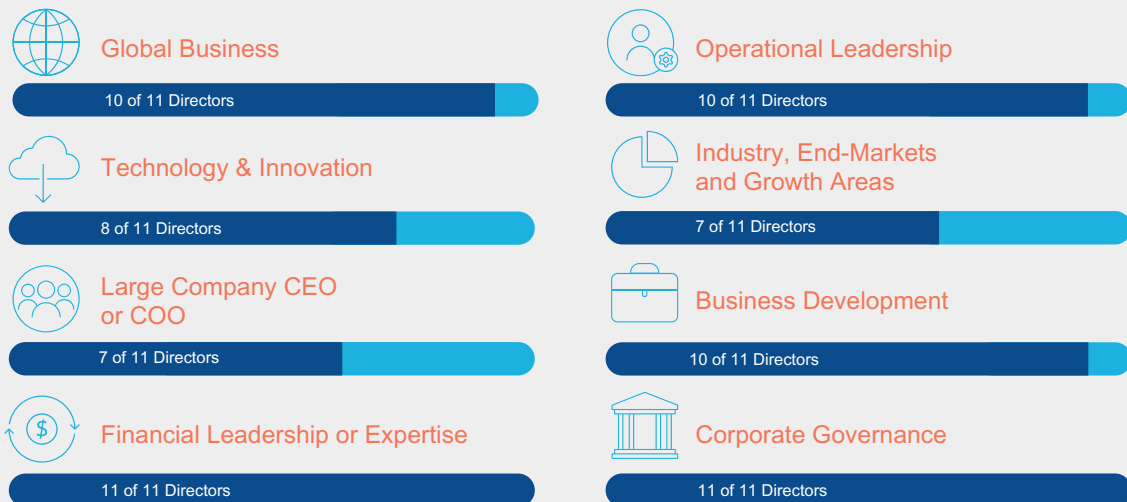 Global Business
10 of 11 Directors
Operational Leadership
10 of 11 Directors
Technology & Innovation
8 of 11 Directors
Industry, End-Markets
and Growth Areas
7 of 11 Directors
Large Company CEO
or COO
7 of 11 Directors
Business Development
10 of 11 Directors
$
Financial Leadership or Expertise
11 of 11 Directors
Corporate Governance
11 of 11 Directors